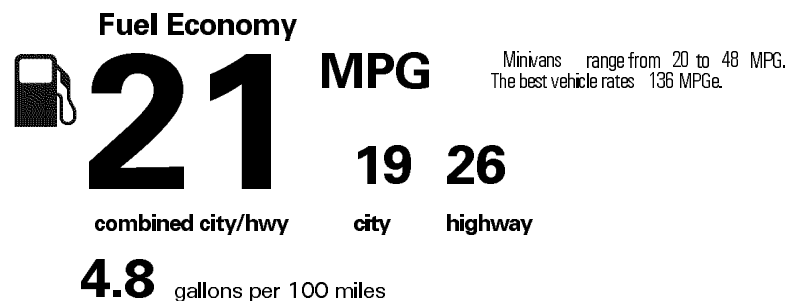 Fuel Economy
21 MPG
Minivans range from 20 to 48 MPG.
The best vehicle rates 136 MPGe.
19 26
combined city/hwy city highway
4.8 gallons per 100 miles